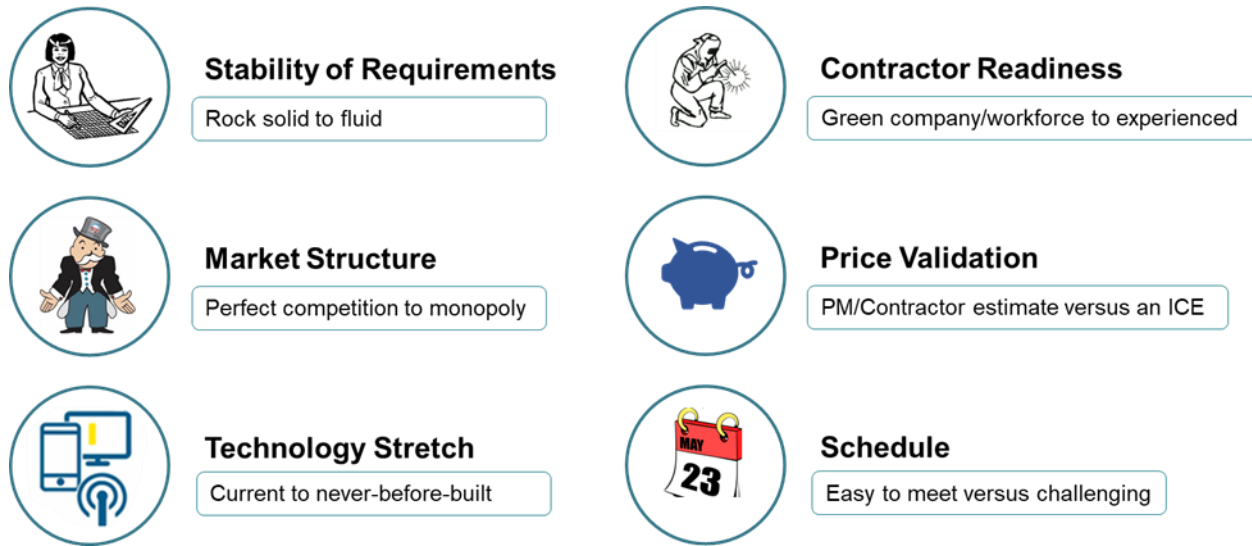 Stability of Requirements
Rock solid to fluid
Contractor Readiness
Green company/workforce to experienced
Market Structure
Perfect competition to monopoly
Price Validation
PM/Contractor estimate versus an ICE
Technology Stretch
Current to never-before-built
MAY
23
Schedule
Easy to meet versus challenging